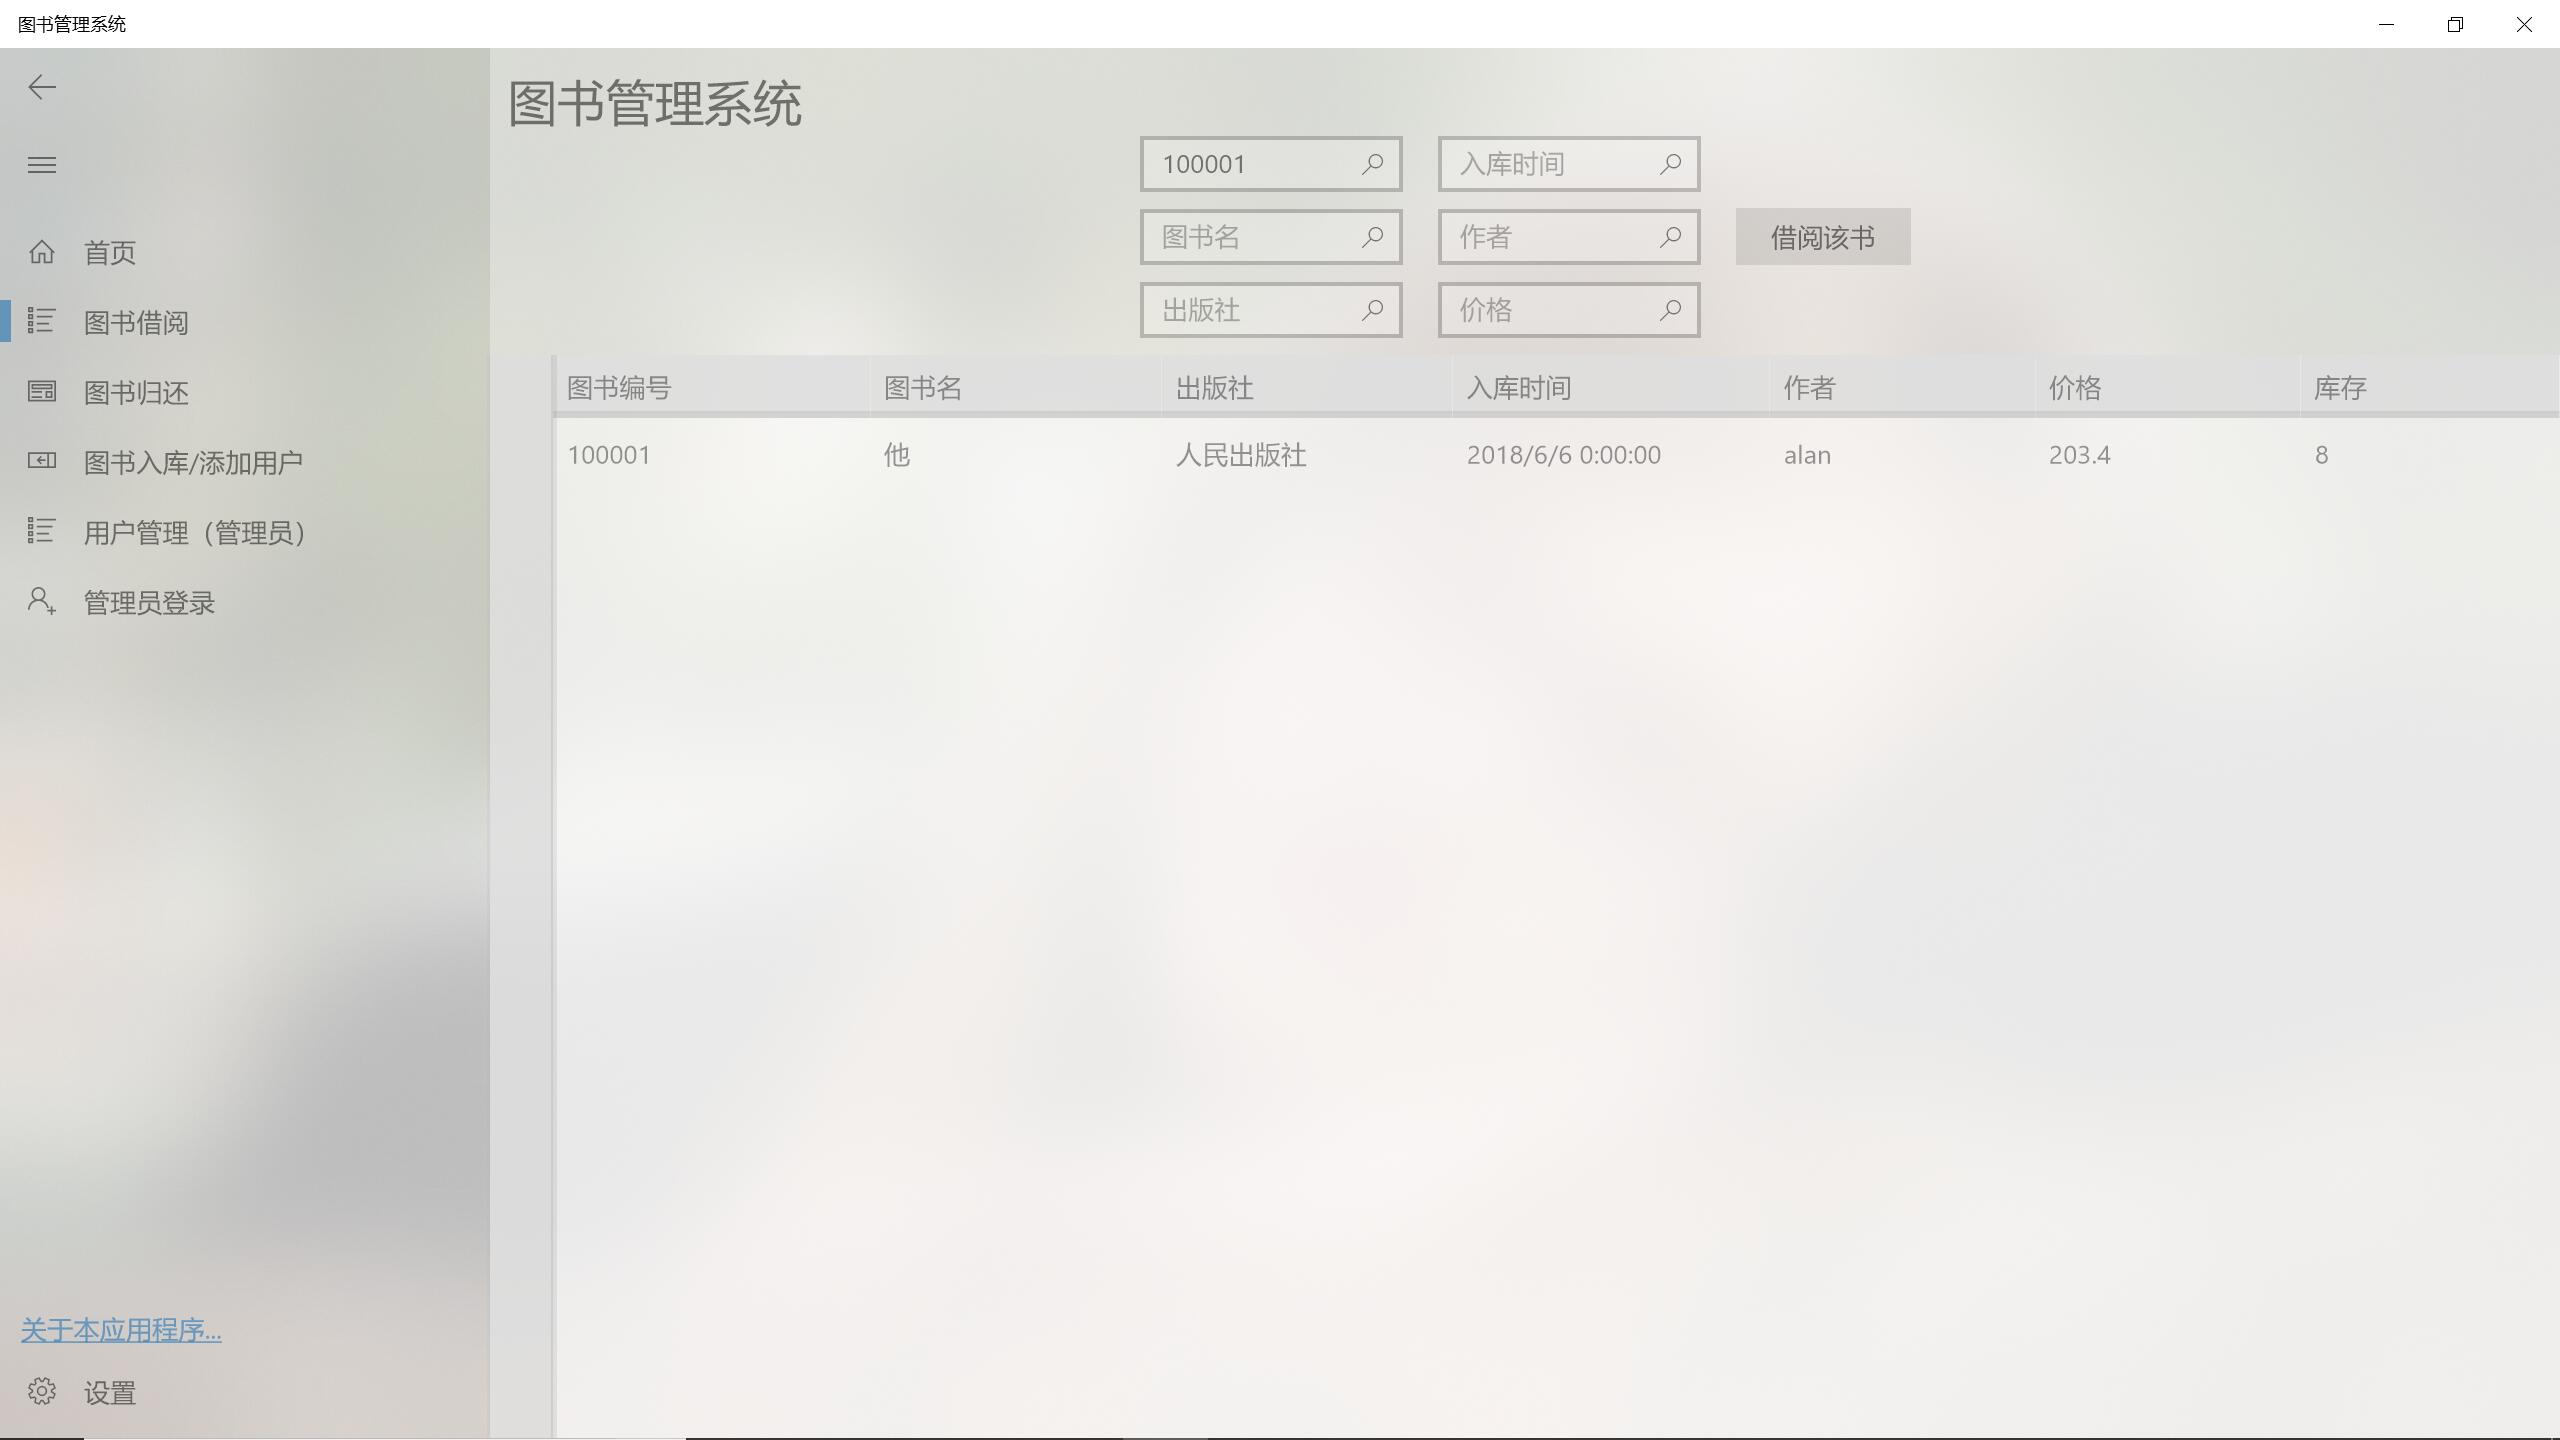 图书管理系统
图书管理系统
100001
入库时间
图书名
作者
借阅该书
出版社
价格
首页
图书借阅
图书归还
图书入库/添加用户
用户管理（管理员）
管理员登录
图书编号 图书名 出版社 入库时间 作者 价格 库存
100001 他 人民出版社 2018/6/6 0:00:00 alan 203.4 8
关于本应用程序...
设置